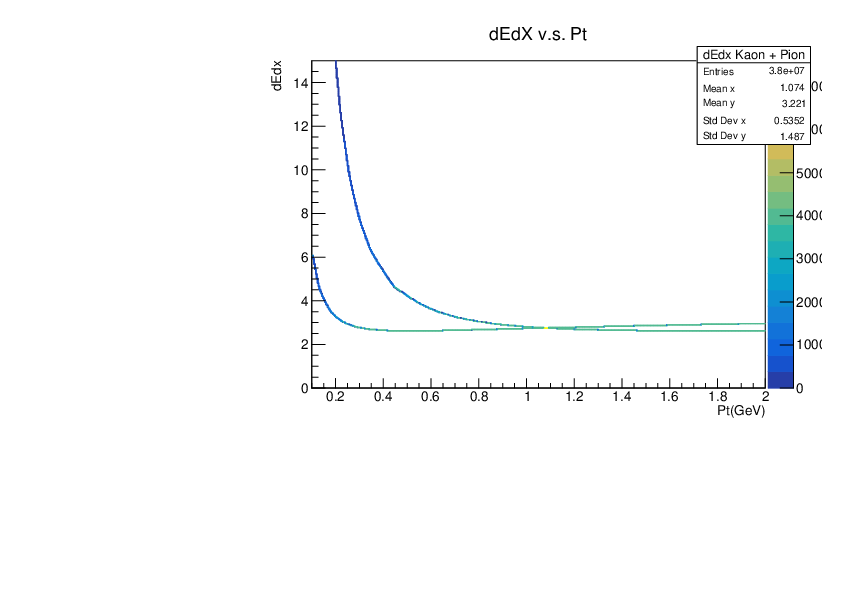 dEdX v.s. Pt
dEdx
dEdx Kaon + Pion
Entries 3.8e+07
Mean x 1.074
Mean y 3.221
Std Dev x 0.5352
Std Dev y 1.487
14
12
10
8
6
4
2
0
0.2 0.4 0.6 0.8 1 1.2 1.4 1.6 1.8 2
Pt(GeV)
5000
4000
3000
2000
1000
0